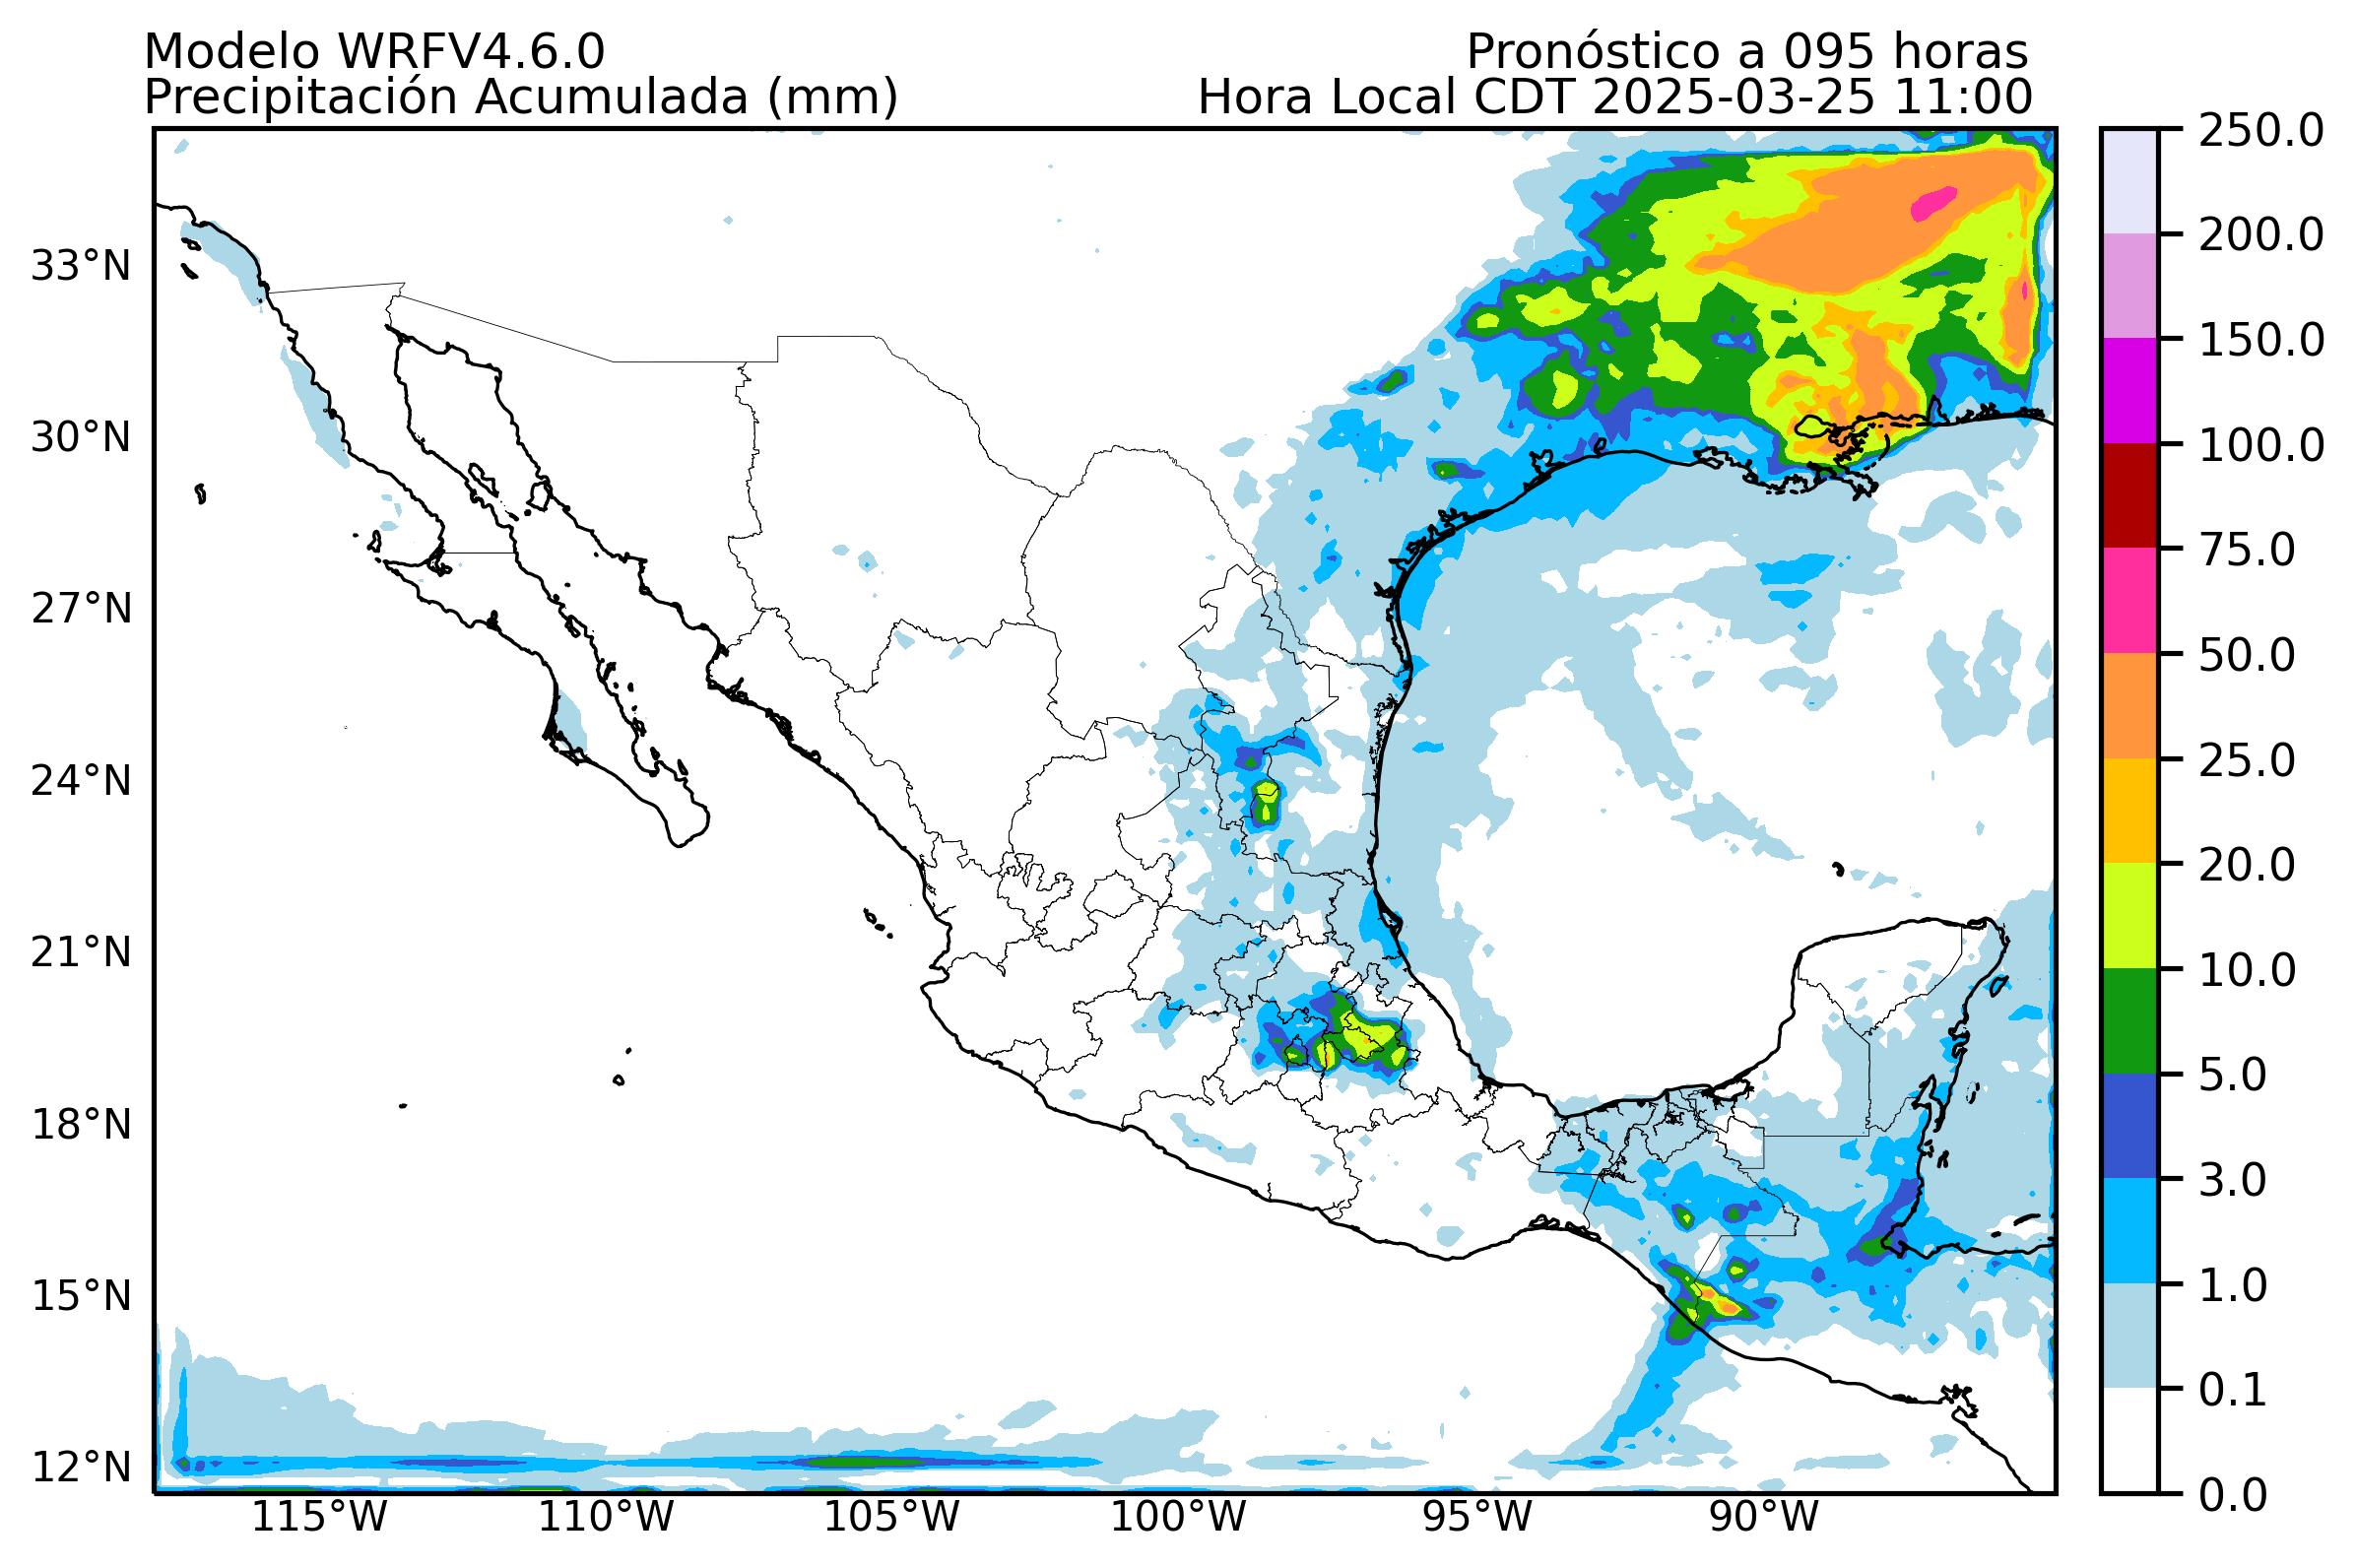 Modelo WRFV4.6.0
Pronóstico a 095 horas
Precipitación Acumulada (mm)
Hora Local CDT 2025-03-25 11:00
33°N
30°N
27°N
24°N
21°N
18°N
15°N
12°N
115°W
110°W
105°W
100°W
95°W
90°W
250.0
200.0
150.0
100.0
75.0
50.0
25.0
20.0
10.0
5.0
3.0
1.0
0.1
0.0